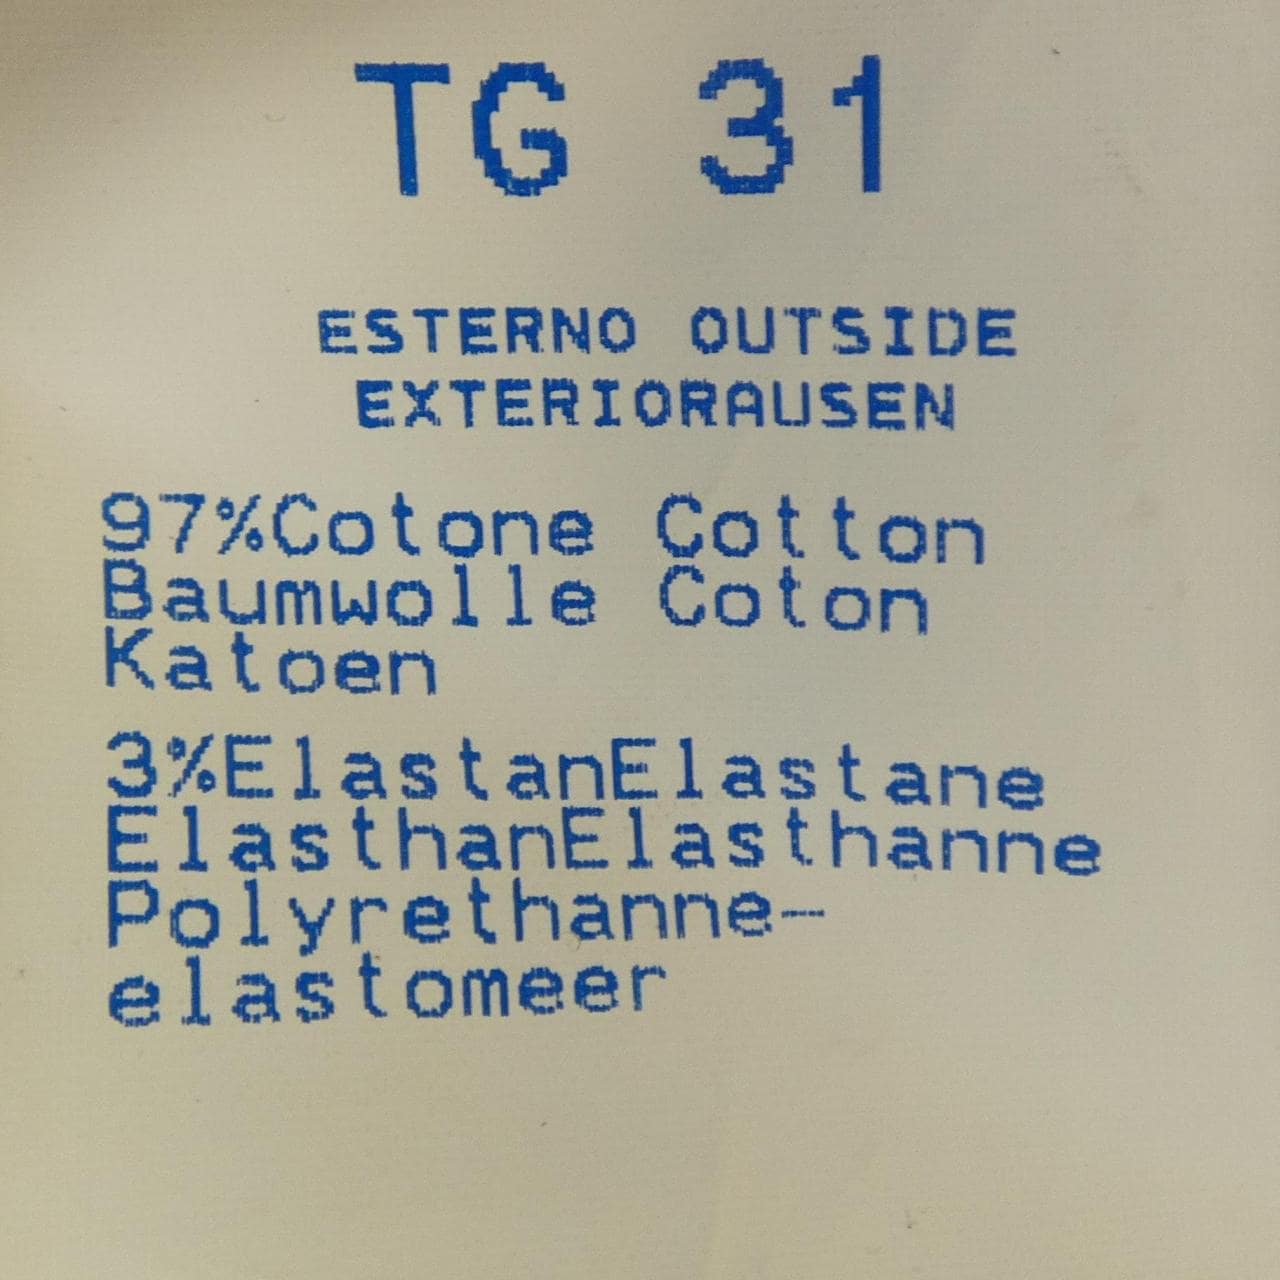 TG 31
ESTERNO OUTSIDE
EXTERIORAUSEN
97%Cotone Cotton
Baumwolle Coton
Katoen
3%ElastanElastane
ElasthanElasthanne
Polyrethanne-
elastomeer